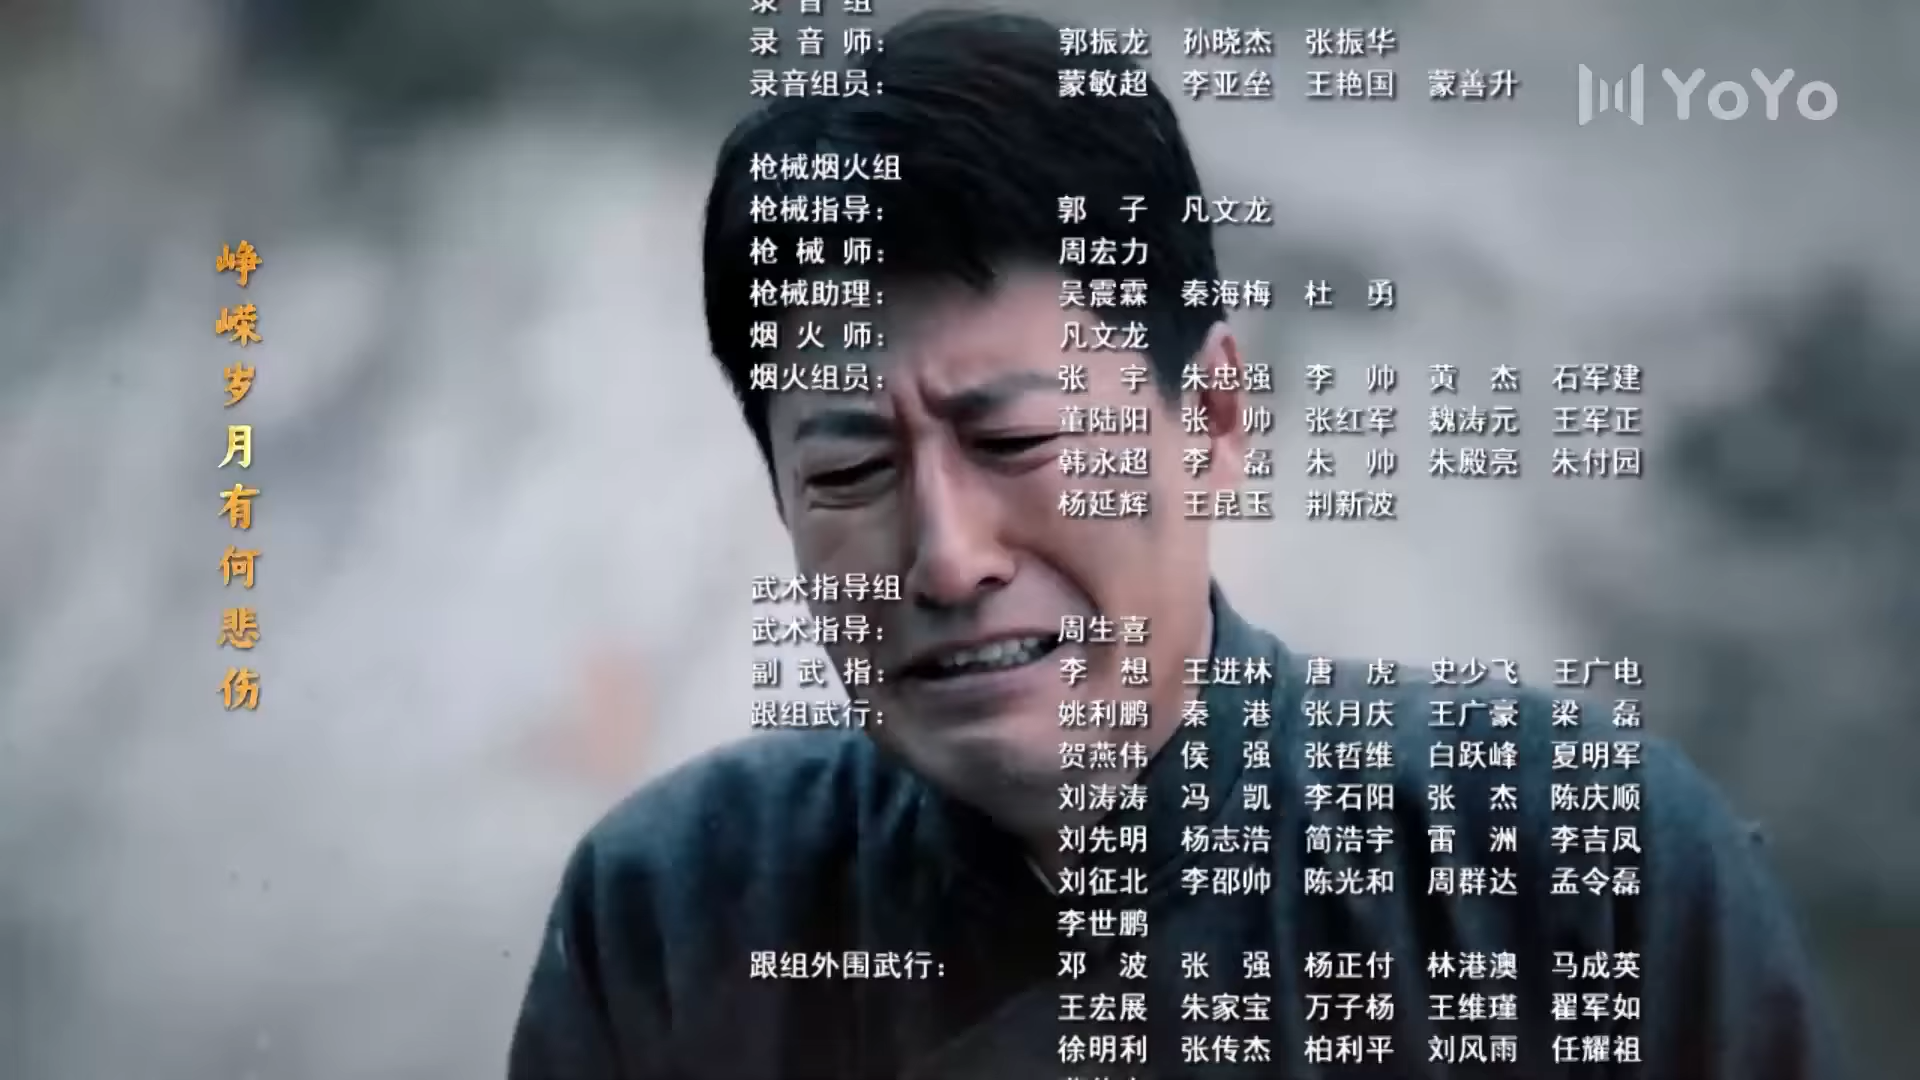 录音组
录音师： 郭振龙 孙晓杰 张振华
录音组员： 蒙敏超 李亚垒 王艳国 蒙善升
YoYo
枪械烟火组
枪械指导： 郭子 凡文龙
枪械师： 周宏力
枪械助理： 吴震霖 秦海梅 杜勇
烟火师： 凡文龙
烟火组员： 张宇 朱忠强 李帅 黄杰 石军建
董陆阳 张帅 张红军 魏涛元 王军正
韩永超 李磊 朱帅 朱殿亮 朱付园
杨延辉 王昆玉 荆新波
武术指导组
武术指导： 周生喜
副武指： 李想 王进林 唐虎 史少飞 王广电
跟组武行： 姚利鹏 秦港 张月庆 王广豪 梁磊
贺燕伟 侯强 张哲维 白跃峰 夏明军
刘涛涛 冯凯 李石阳 张杰 陈庆顺
刘先明 杨志浩 简浩宇 雷洲 李吉凤
刘征北 李邵帅 陈光和 周群达 孟令磊
李世鹏
跟组外围武行： 邓波 张强 杨正付 林港澳 马成英
王宏展 朱家宝 万子杨 王维瑾 翟军如
徐明利 张传杰 柏利平 刘风雨 任耀祖
峥嵘岁月有何悲伤